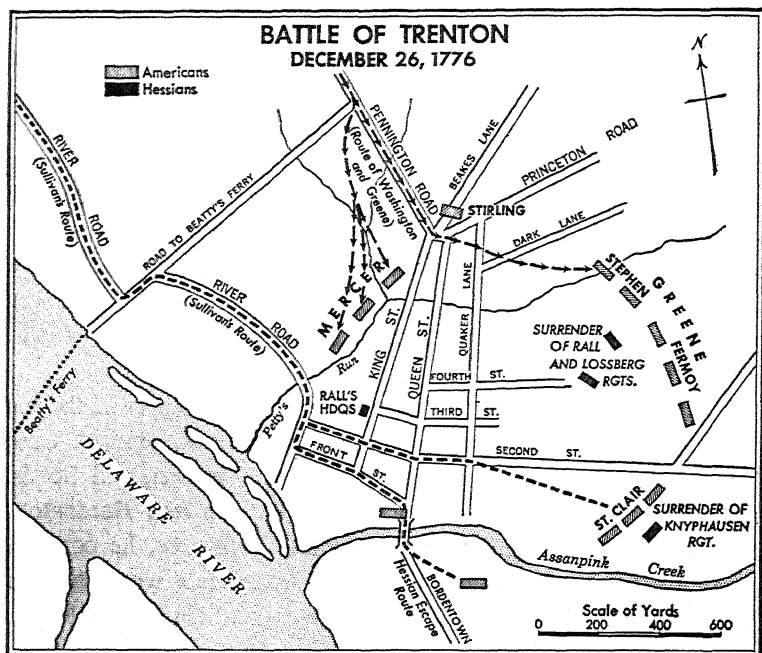 BATTLE OF TRENTON
DECEMBER 26, 1776
Americans
Hessians
N
RIVER ROAD
(Sullivan's Route)
ROAD TO BEATTY'S FERRY
PENNINGTON ROAD
(Route of Washington
and Greene)
BEAKES LANE
PRINCETON ROAD
STIRLING
DARK LANE
MERCER
RIVER ROAD
(Sullivan's Route)
STEPHEN
GREENE
FERMOY
SURRENDER
OF RALL
AND LOSSBERG
RGTS.
KING ST.
QUEEN ST.
QUAKER LANE
Petty's Run
RALL'S
HDQS
FOURTH ST.
THIRD ST.
SECOND ST.
FRONT ST.
Beatty's Ferry
DELAWARE RIVER
ST. CLAIR
SURRENDER OF
KNYPHAUSEN
RGT.
Assanpink Creek
Hessian Escape
Route
BORDENTOWN
Scale of Yards
0 200 400 600